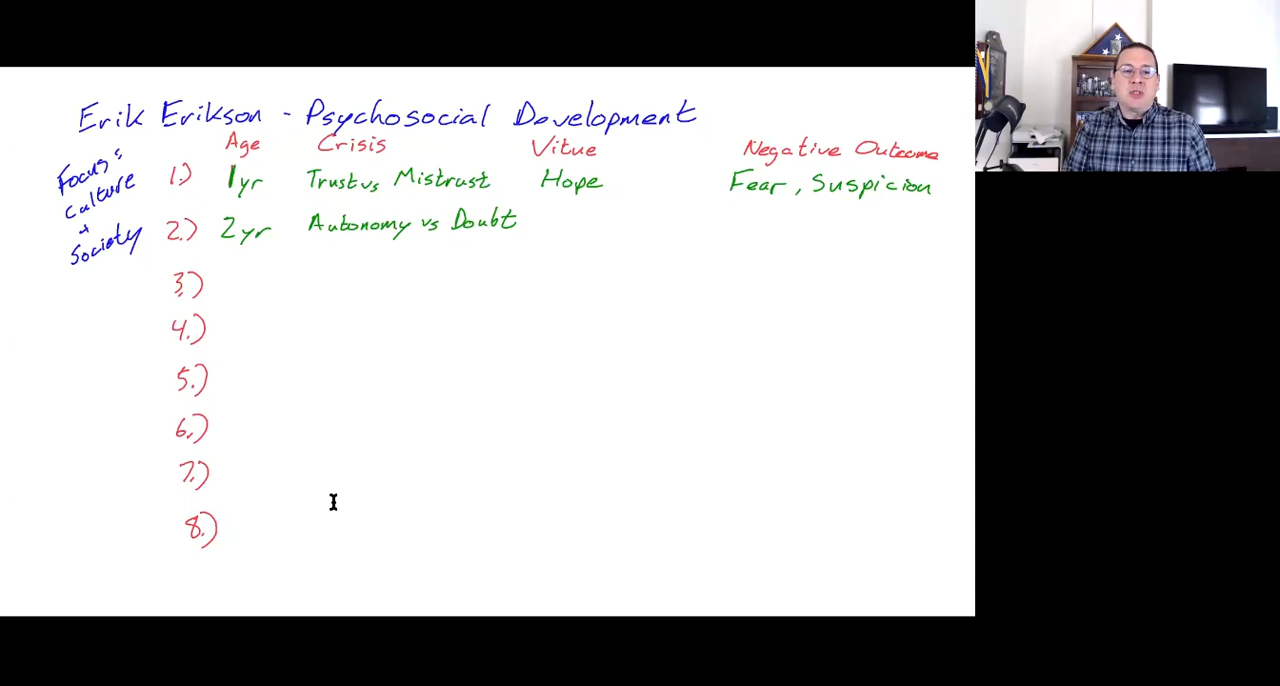 Erik Erikson - Psychosocial Development
Age Crisis Vitue Negative Outcome
Focus:
Culture
+
Society
1.) 1yr Trust vs Mistrust Hope Fear, Suspicion
2.) 2yr Autonomy vs Doubt
3.)
4.)
5.)
6.)
7.)
8.)